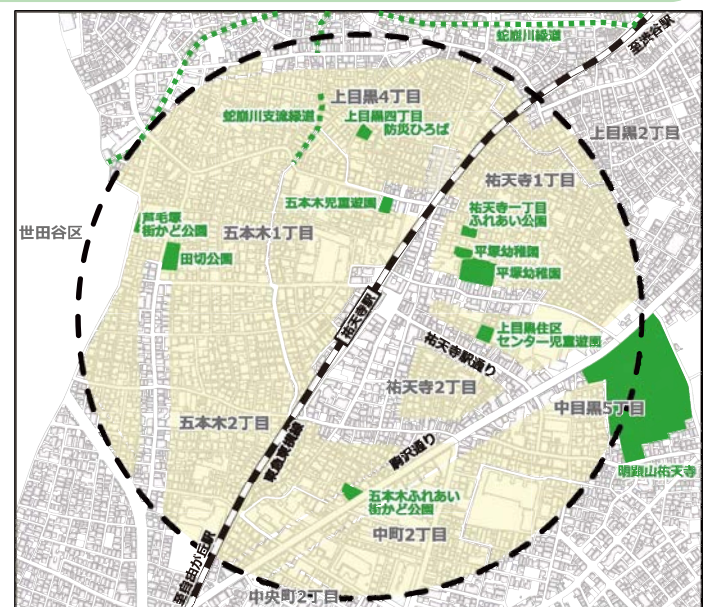 蛇崩川緑道
至渋谷駅
上目黒4丁目
蛇崩川支流緑道
上目黒四丁目
防災ひろば
上目黒2丁目
祐天寺1丁目
五本木児童遊園
祐天寺一丁目
ふれあい公園
芦毛塚
街かど公園
世田谷区
五本木1丁目
田切公園
平塚幼稚園
平塚幼稚園
祐天寺駅
上目黒住区
センター児童遊園
祐天寺駅通り
祐天寺2丁目
中目黒5丁目
五本木2丁目
駒沢通り
東急東横線
明顕山祐天寺
五本木ふれあい
街かど公園
中町2丁目
至自由が丘駅
中央町2丁目